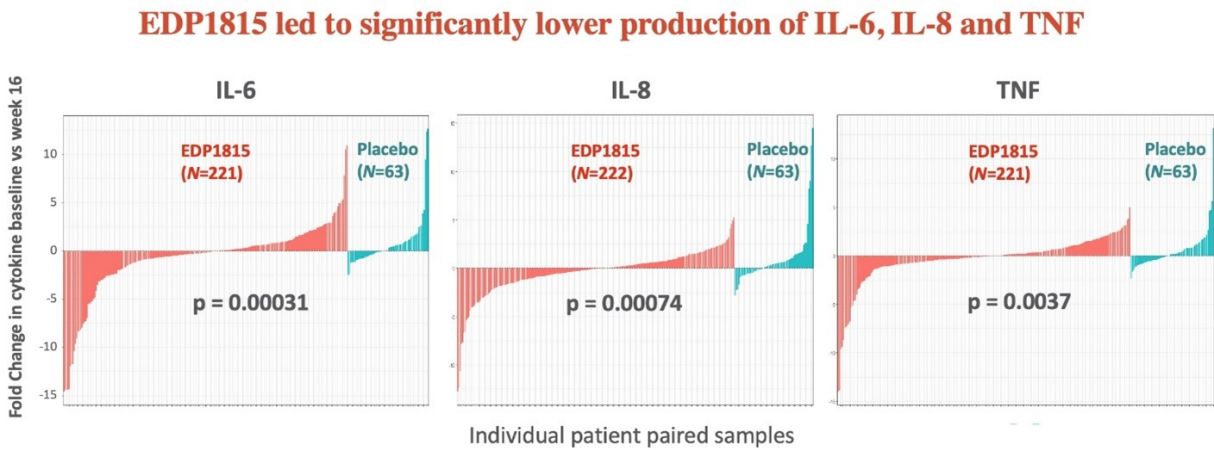 EDP1815 led to significantly lower production of IL-6, IL-8 and TNF
Fold Change in cytokine baseline vs week 16
IL-6
10
5
0
-5
-10
-15
EDP1815
(N=221)
Placebo
(N=63)
p = 0.00031
IL-8
EDP1815
(N=222)
Placebo
(N=63)
p = 0.00074
TNF
EDP1815
(N=221)
Placebo
(N=63)
p = 0.0037
Individual patient paired samples